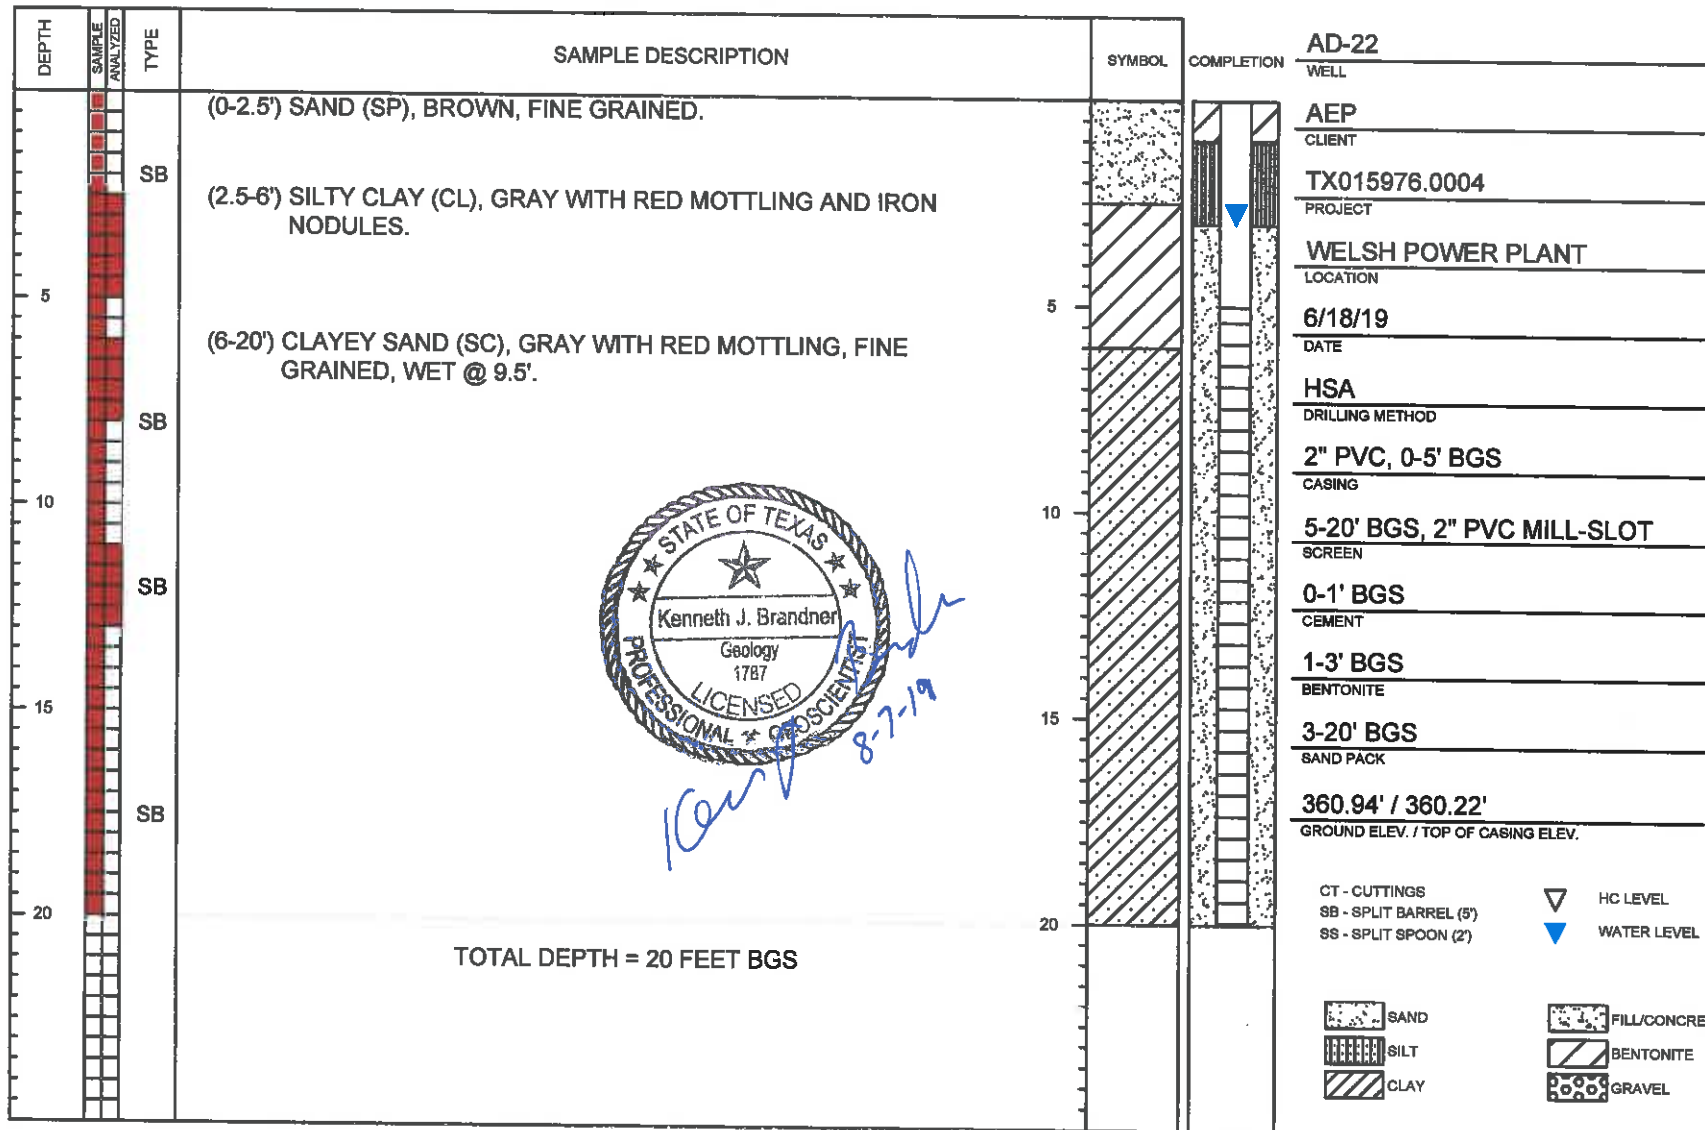 DEPTH
SAMPLE
ANALYZED
TYPE
SAMPLE DESCRIPTION
SYMBOL
COMPLETION
(0-2.5') SAND (SP), BROWN, FINE GRAINED.
SB
(2.5-6') SILTY CLAY (CL), GRAY WITH RED MOTTLING AND IRON
NODULES.
5
5
(6-20') CLAYEY SAND (SC), GRAY WITH RED MOTTLING, FINE
GRAINED, WET @ 9.5'.
SB
10
10
SB
STATE OF TEXAS
Kenneth J. Brandner
Geology
1787
LICENSED
PROFESSIONAL GEOSCIENTIST
8-7-19
15
15
SB
20
20
TOTAL DEPTH = 20 FEET BGS
AD-22
WELL
AEP
CLIENT
TX015976.0004
PROJECT
WELSH POWER PLANT
LOCATION
6/18/19
DATE
HSA
DRILLING METHOD
2" PVC, 0-5' BGS
CASING
5-20' BGS, 2" PVC MILL-SLOT
SCREEN
0-1' BGS
CEMENT
1-3' BGS
BENTONITE
3-20' BGS
SAND PACK
360.94' / 360.22'
GROUND ELEV. / TOP OF CASING ELEV.
CT - CUTTINGS
SB - SPLIT BARREL (5')
SS - SPLIT SPOON (2')
HC LEVEL
WATER LEVEL
SAND
SILT
CLAY
FILL/CONCRE
BENTONITE
GRAVEL